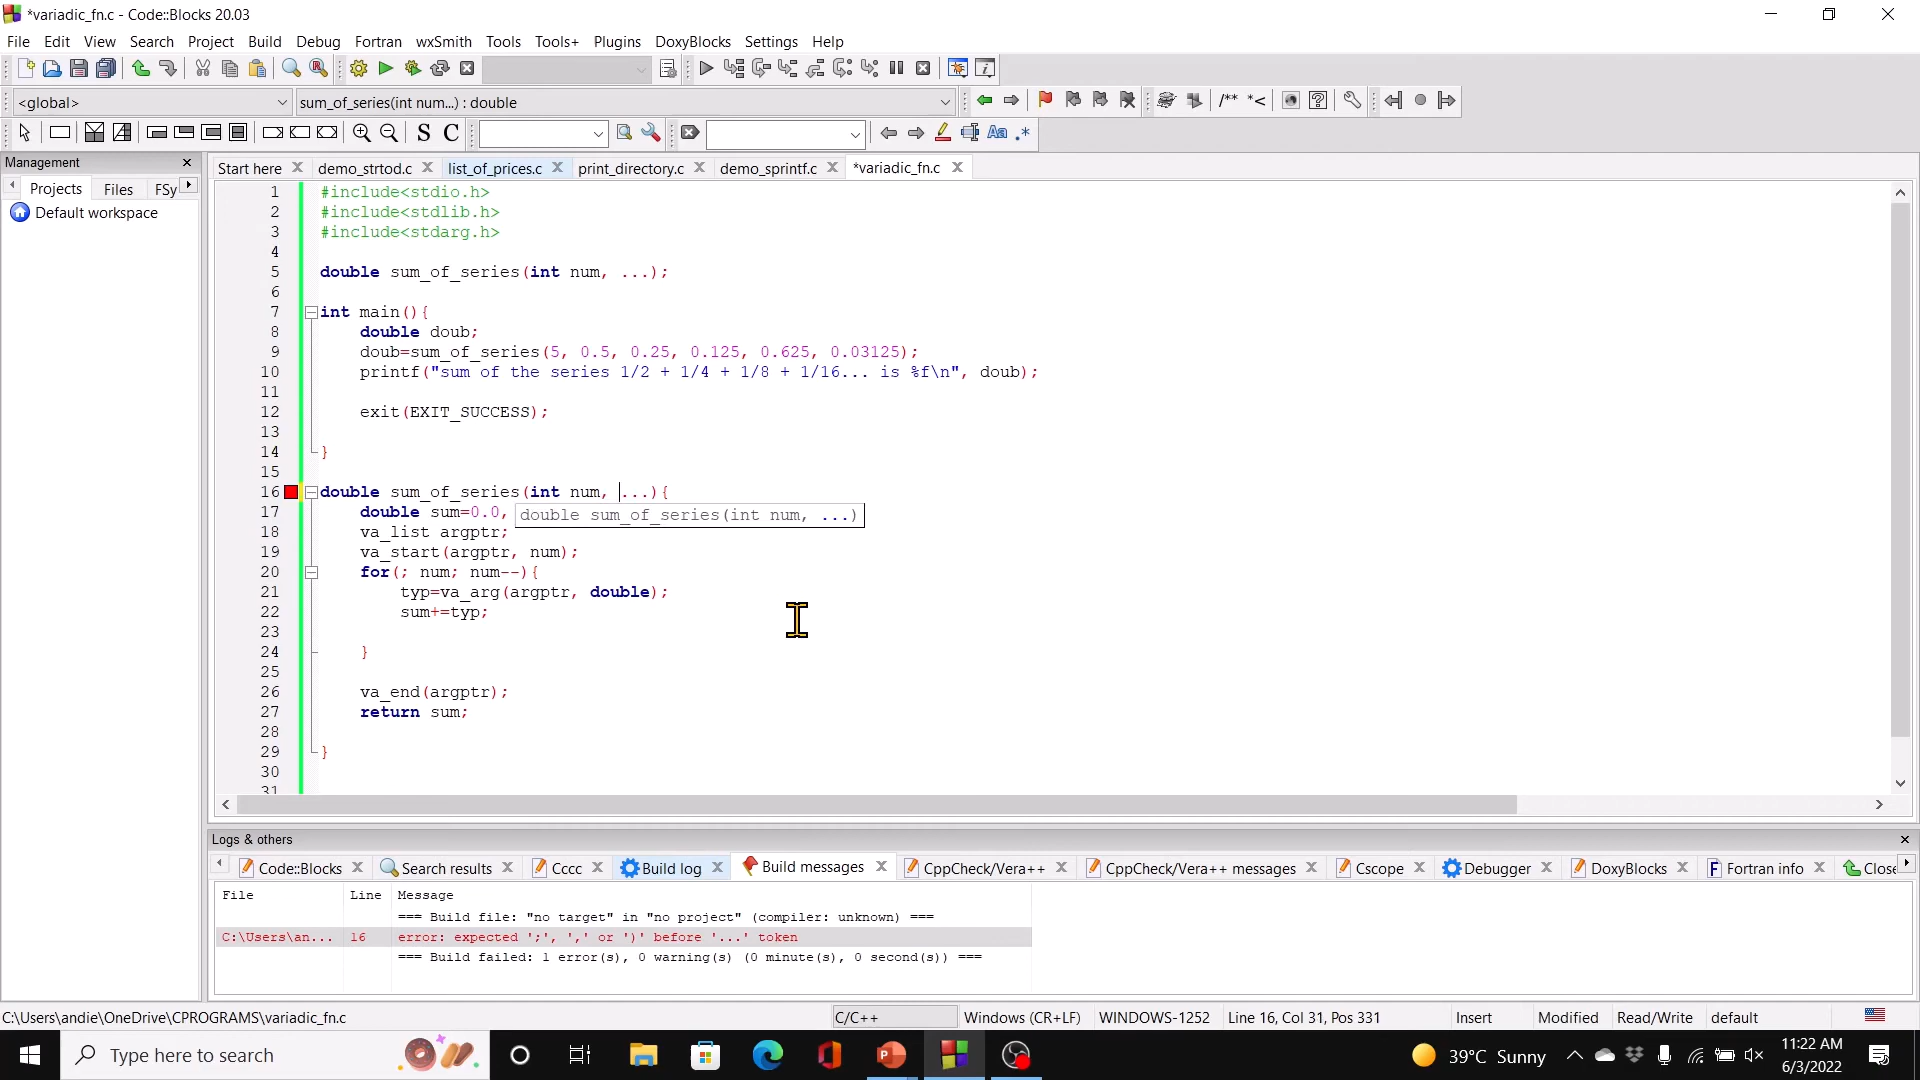 *variadic_fn.c - Code::Blocks 20.03
File Edit View Search Project Build Debug Fortran wxSmith Tools Tools+ Plugins DoxyBlocks Settings Help
<global> sum_of_series(int num...) : double
/** *<
S C Aa .*
Management
Projects Files FSy
Default workspace
Start here demo_strtod.c list_of_prices.c print_directory.c demo_sprintf.c *variadic_fn.c
1 #include<stdio.h>
2 #include<stdlib.h>
3 #include<stdarg.h>
4
5 double sum_of_series(int num, ...);
6
7 int main(){
8 double doub;
9 doub=sum_of_series(5, 0.5, 0.25, 0.125, 0.625, 0.03125);
10 printf("sum of the series 1/2 + 1/4 + 1/8 + 1/16... is %f\n", doub);
11
12 exit(EXIT_SUCCESS);
13
14 }
15
16 double sum_of_series(int num, ...){
17 double sum=0.0, double sum_of_series(int num, ...)
18 va_list argptr;
19 va_start(argptr, num);
20 for(; num; num--){
21 typ=va_arg(argptr, double);
22 sum+=typ;
23
24 }
25
26 va_end(argptr);
27 return sum;
28
29 }
30
31
Logs & others
Code::Blocks Search results Cccc Build log Build messages CppCheck/Vera++ CppCheck/Vera++ messages Cscope Debugger DoxyBlocks Fortran info Close
File Line Message
=== Build file: "no target" in "no project" (compiler: unknown) ===
C:\Users\an... 16 error: expected ';', ',' or ')' before '...' token
=== Build failed: 1 error(s), 0 warning(s) (0 minute(s), 0 second(s)) ===
C:\Users\andie\OneDrive\CPROGRAMS\variadic_fn.c C/C++ Windows (CR+LF) WINDOWS-1252 Line 16, Col 31, Pos 331 Insert Modified Read/Write default
Type here to search 39°C Sunny 11:22 AM
6/3/2022